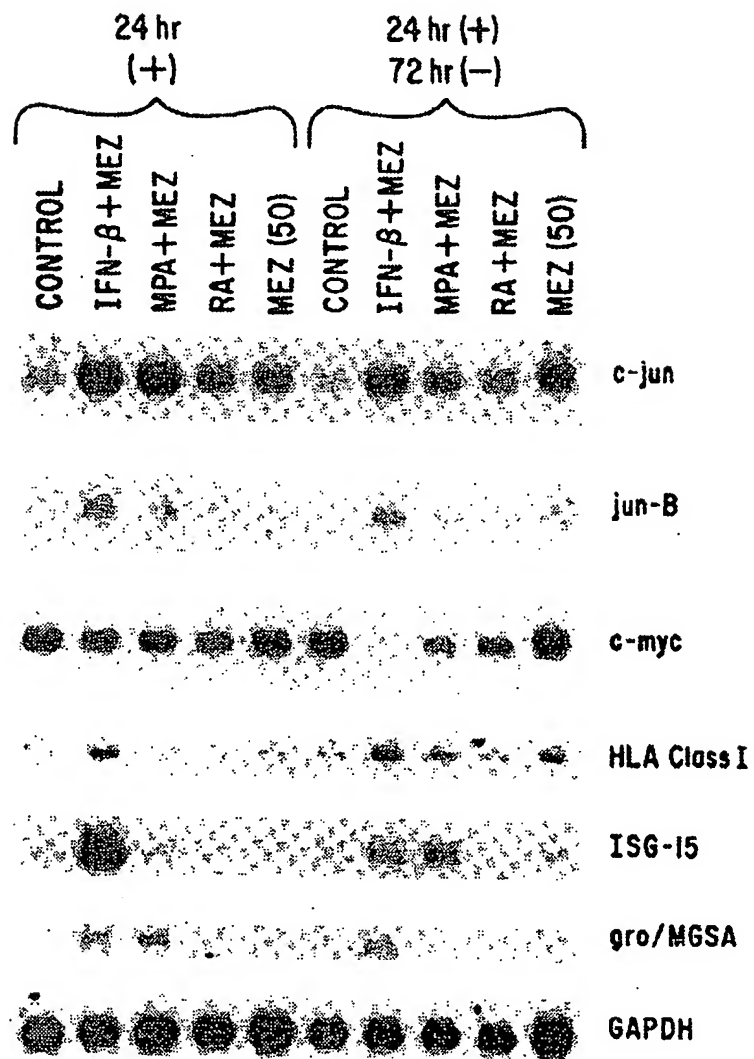 24 hr
(+)
24 hr (+)
72 hr (−)
CONTROL
IFN-β+MEZ
MPA+MEZ
RA+MEZ
MEZ (50)
CONTROL
IFN-β+MEZ
MPA+MEZ
RA+MEZ
MEZ (50)
c-jun
jun-B
c-myc
HLA Class I
ISG-15
gro/MGSA
GAPDH